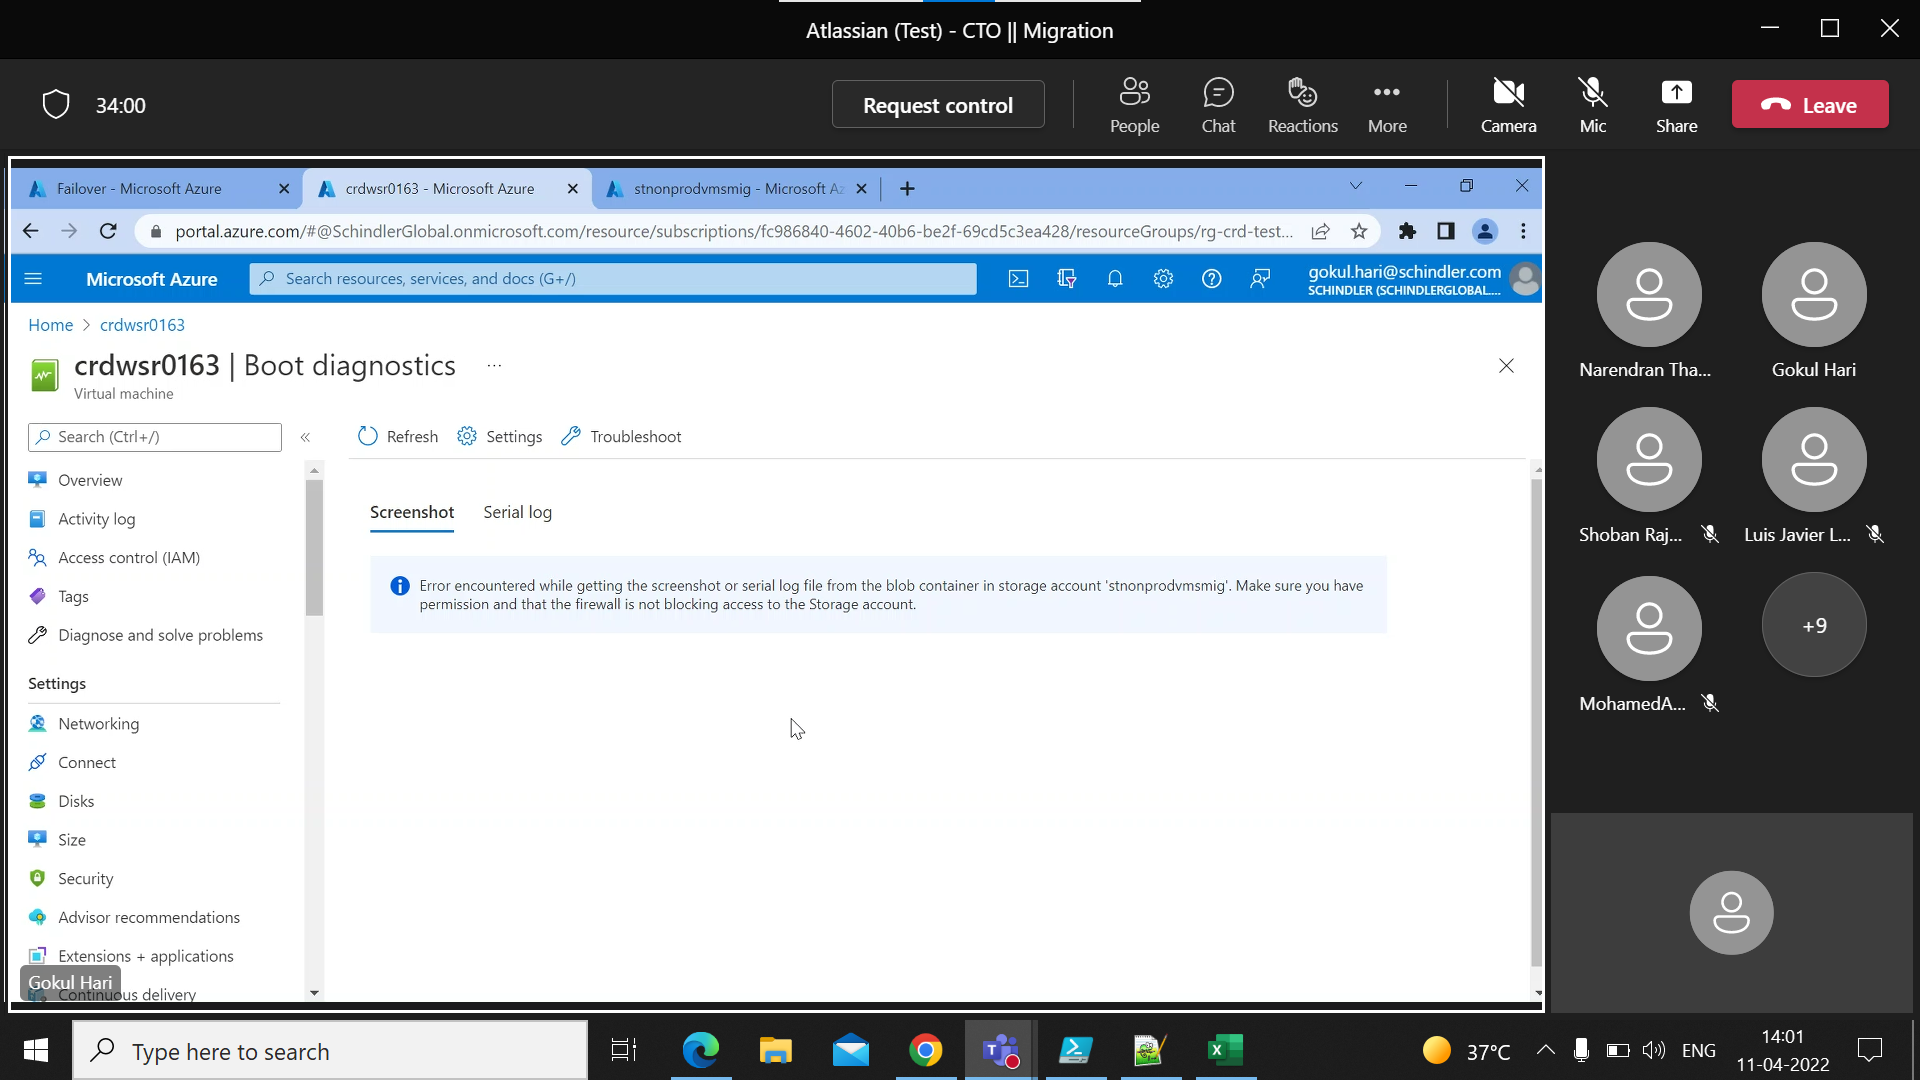 Atlassian (Test) - CTO || Migration
34:00
Request control
People
Chat
Reactions
More
Camera
Mic
Share
Leave
Failover - Microsoft Azure
crdwsr0163 - Microsoft Azure
stnonprodvmsmig - Microsoft Az
portal.azure.com/#@SchindlerGlobal.onmicrosoft.com/resource/subscriptions/fc986840-4602-40b6-be2f-69cd5c3ea428/resourceGroups/rg-crd-test...
Microsoft Azure
Search resources, services, and docs (G+/)
gokul.hari@schindler.com
SCHINDLER (SCHINDLERGLOBAL....
Home > crdwsr0163
crdwsr0163 | Boot diagnostics ...
Virtual machine
Search (Ctrl+/)
«
Refresh
Settings
Troubleshoot
Overview
Activity log
Access control (IAM)
Tags
Diagnose and solve problems
Settings
Networking
Connect
Disks
Size
Security
Advisor recommendations
Extensions + applications
Continuous delivery
Gokul Hari
Screenshot
Serial log
Error encountered while getting the screenshot or serial log file from the blob container in storage account 'stnonprodvmsmig'. Make sure you have
permission and that the firewall is not blocking access to the Storage account.
Narendran Tha...
Gokul Hari
Shoban Raj...
Luis Javier L...
MohamedA...
+9
Type here to search
37°C
ENG
14:01
11-04-2022